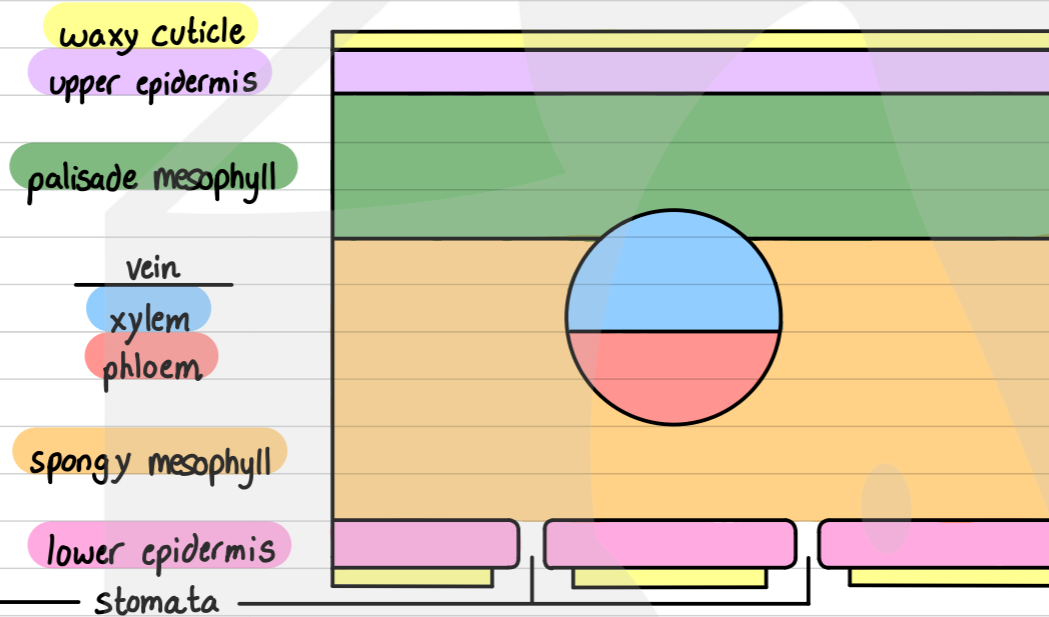 waxy cuticle
upper epidermis
palisade mesophyll
vein
xylem
phloem
spongy mesophyll
lower epidermis
stomata